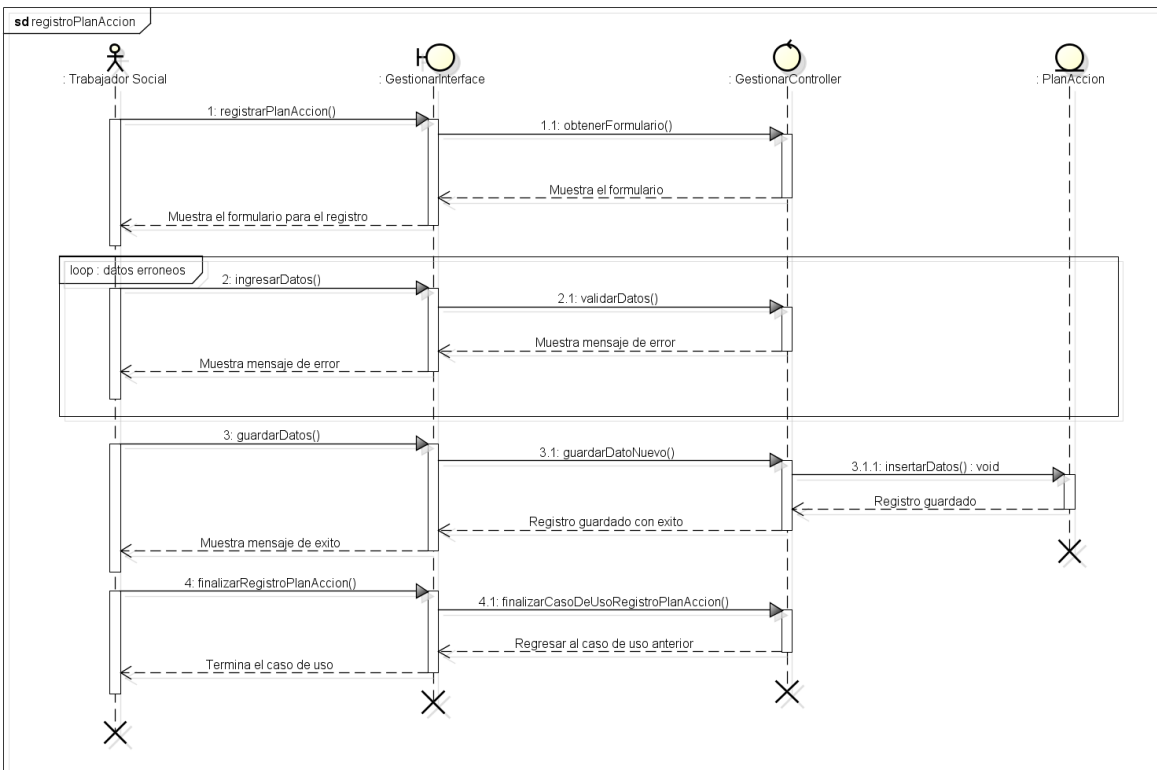 sd registroPlanAccion
: Trabajador Social
: GestionarInterface
: GestionarController
: PlanAccion
1: registrarPlanAccion()
1.1: obtenerFormulario()
Muestra el formulario
Muestra el formulario para el registro
loop : datos erroneos
2: ingresarDatos()
2.1: validarDatos()
Muestra mensaje de error
Muestra mensaje de error
3: guardarDatos()
3.1: guardarDatoNuevo()
3.1.1: insertarDatos() : void
Registro guardado
Registro guardado con exito
Muestra mensaje de exito
4: finalizarRegistroPlanAccion()
4.1: finalizarCasoDeUsoRegistroPlanAccion()
Regresar al caso de uso anterior
Termina el caso de uso